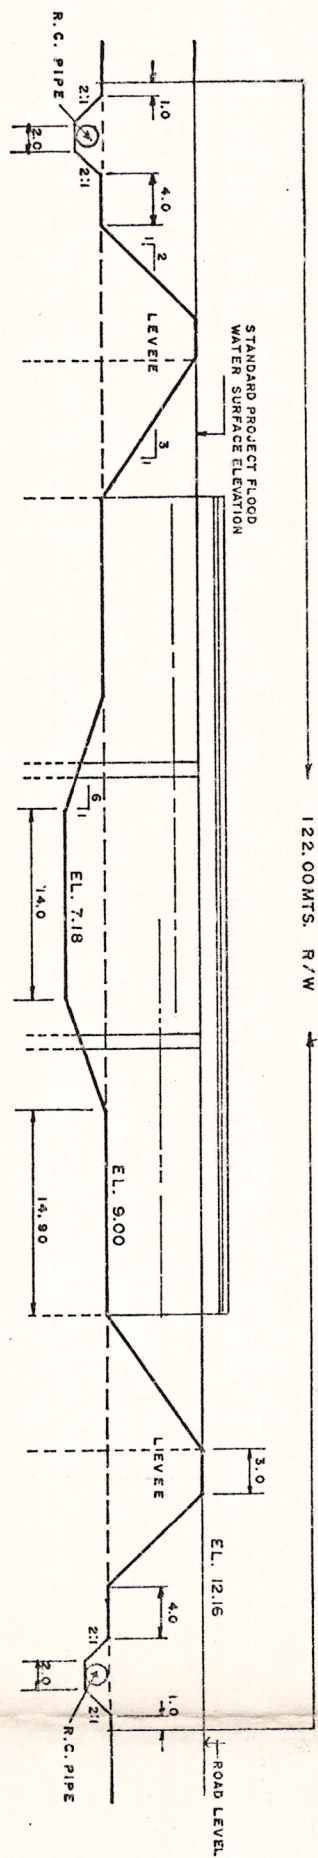 122.00MTS. R/W
STANDARD PROJECT FLOOD
WATER SURFACE ELEVATION
ROAD LEVEL
1.0
4.0
2
1
LEVEE
3
1
3.0
EL. 12.16
LEVEE
4.0
1.0
2:1
2:1
2.0
R.C. PIPE
6
1
EL. 7.18
14.0
EL. 9.00
14.90
2:1
2:1
2.0
R.C. PIPE